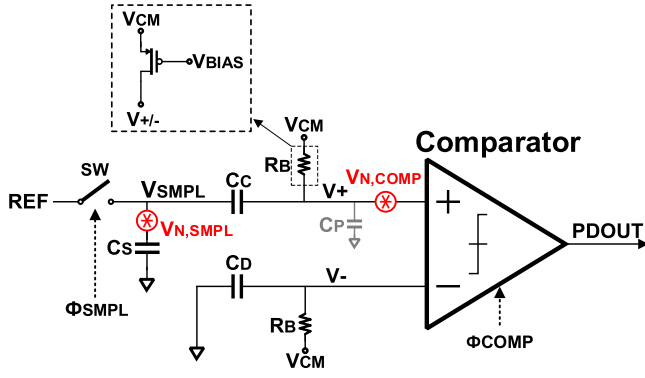 VCM
VBIAS
V+/-
VCM
Comparator
RB
SW
VSMPL
CC
V+
VN,COMP
REF
VN,SMPL
CP
PDOUT
CS
CD
V-
ΦSMPL
RB
ΦCOMP
VCM